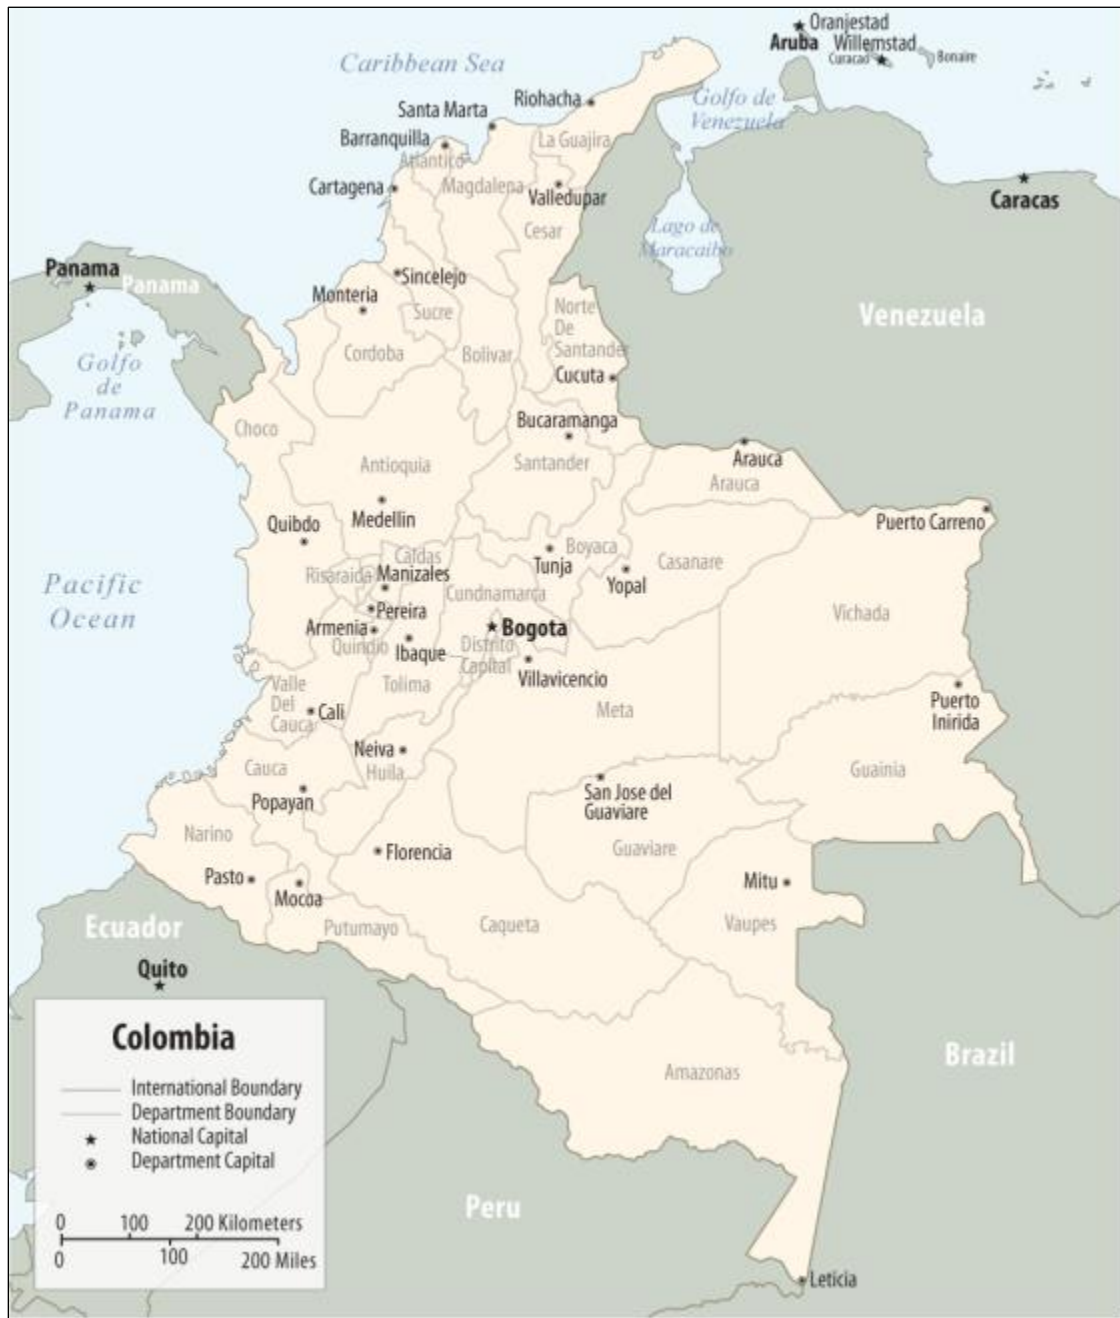 Oranjestad
Aruba
Willemstad
Curacao
Bonaire
Caribbean Sea
Riohacha
Golfo de
Venezuela
Santa Marta
La Guajira
Barranquilla
Atlantico
Cartagena
Magdalena
Valledupar
Caracas
Cesar
Lago de
Maracaibo
Panama
Panama
Sincelejo
Monteria
Sucre
Norte
De
Santander
Venezuela
Cordoba
Bolivar
Golfo
de
Panama
Cucuta
Choco
Bucaramanga
Antioquia
Santander
Arauca
Arauca
Medellin
Quibdo
Puerto Carreno
Caldas
Boyaca
Tunja
Casanare
Risaraida
Manizales
Yopal
Pacific
Ocean
Cundnamarca
Pereira
Vichada
Armenia
Bogota
Quindio
Ibaque
Distrito
Capital
Villavicencio
Tolima
Valle
Del
Cauca
Cali
Meta
Puerto
Inirida
Neiva
Huila
Cauca
Guainia
Popayan
San Jose del
Guaviare
Narino
Florencia
Guaviare
Pasto
Mocoa
Mitu
Ecuador
Putumayo
Caqueta
Vaupes
Quito
Colombia
International Boundary
Department Boundary
National Capital
Department Capital
0 100 200 Kilometers
0 100 200 Miles
Amazonas
Brazil
Peru
Leticia